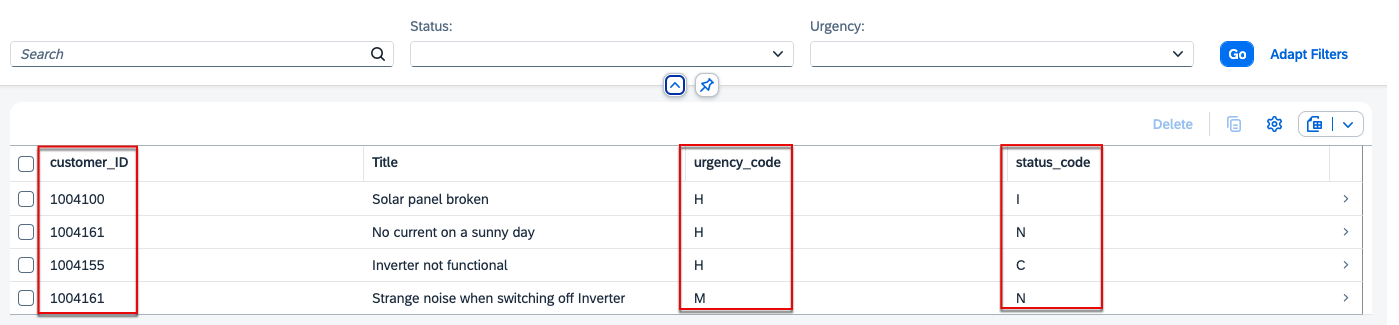 Status:
Urgency:
Search
Go
Adapt Filters
Delete
customer_ID Title urgency_code status_code
1004100 Solar panel broken H I
1004161 No current on a sunny day H N
1004155 Inverter not functional H C
1004161 Strange noise when switching off Inverter M N